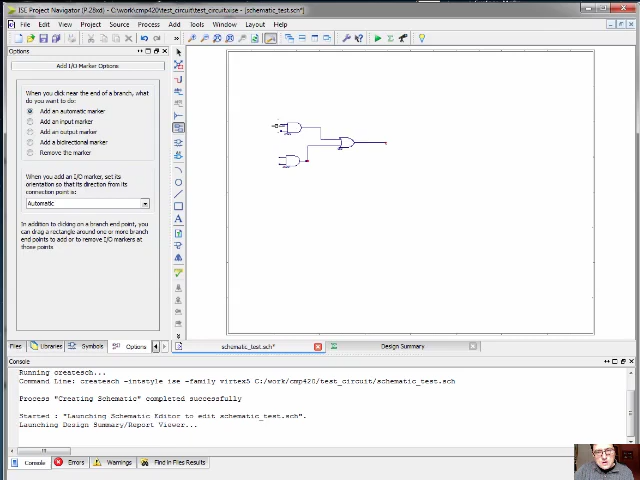 ISE Project Navigator (P.28xd) - C:\work\cmp420\test_circuit\test_circuit.xise - [schematic_test.sch*]
File Edit View Project Source Process Add Tools Window Layout Help
Options
Add I/O Marker Options
When you click near the end of a branch, what
do you want to do:
Add an automatic marker
Add an input marker
Add an output marker
Add a bidirectional marker
Remove the marker
When you add an I/O marker, set its
orientation so that its direction from its
connection point is:
Automatic
In addition to clicking on a branch end point, you
can drag a rectangle around one or more branch
end points to add or to remove I/O markers at
those points
Files Libraries Symbols Options
schematic_test.sch* Design Summary
Console
Running createsch...
Command Line: createsch -intstyle ise -family virtex5 C:/work/cmp420/test_circuit/schematic_test.sch
Process "Creating Schematic" completed successfully
Started : "Launching Schematic Editor to edit schematic_test.sch".
Launching Design Summary/Report Viewer...
Console Errors Warnings Find in Files Results